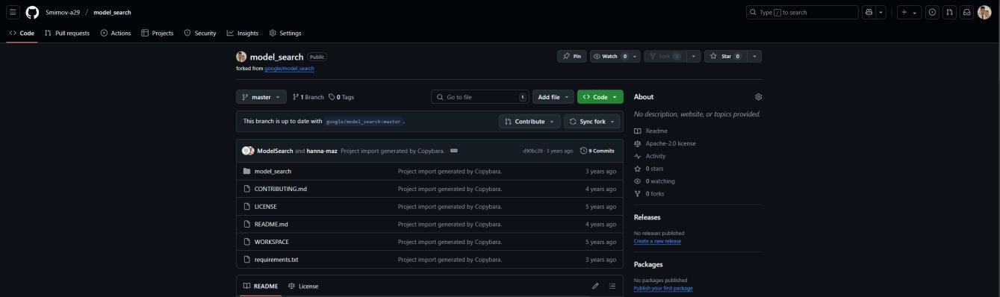 Smirnov-a29 / model_search
Type / to search
Code Pull requests Actions Projects Security Insights Settings
model_search Public
Pin Watch 0 Fork 0 Star 0
forked from google/model_search
master 1 Branch 0 Tags Go to file t Add file Code
This branch is up to date with google/model_search:master . Contribute Sync fork
ModelSearch and hanna-maz Project import generated by Copybara. d90bc39 · 3 years ago 9 Commits
model_search Project import generated by Copybara. 3 years ago
CONTRIBUTING.md Project import generated by Copybara. 4 years ago
LICENSE Project import generated by Copybara. 5 years ago
README.md Project import generated by Copybara. 4 years ago
WORKSPACE Project import generated by Copybara. 5 years ago
requirements.txt Project import generated by Copybara. 3 years ago
README License
About
No description, website, or topics provided.
Readme
Apache-2.0 license
Activity
0 stars
0 watching
0 forks
Releases
No releases published
Create a new release
Packages
No packages published
Publish your first package